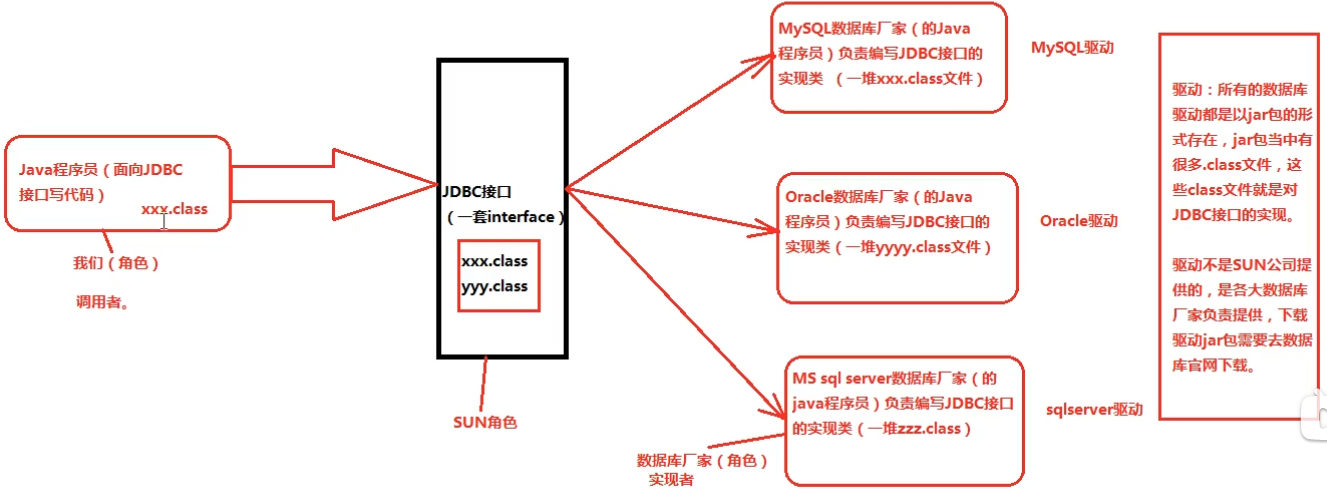 Java程序员（面向JDBC
接口写代码）
xxx.class
我们（角色）
调用者。
JDBC接口
（一套interface）
xxx.class
yyy.class
SUN角色
MySQL数据库厂家（的Java
程序员）负责编写JDBC接口的
实现类 （一堆xxx.class文件）
MySQL驱动
Oracle数据库厂家（的Java
程序员）负责编写JDBC接口的
实现类（一堆yyyy.class文件）
Oracle驱动
MS sql server数据库厂家（的
java程序员）负责编写JDBC接口
的实现类（一堆zzz.class）
sqlserver驱动
数据库厂家（角色）
实现者
驱动：所有的数据库
驱动都是以jar包的形
式存在，jar包当中有
很多.class文件，这
些class文件就是对
JDBC接口的实现。
驱动不是SUN公司提
供的，是各大数据库
厂家负责提供，下载
驱动jar包需要去数据
库官网下载。